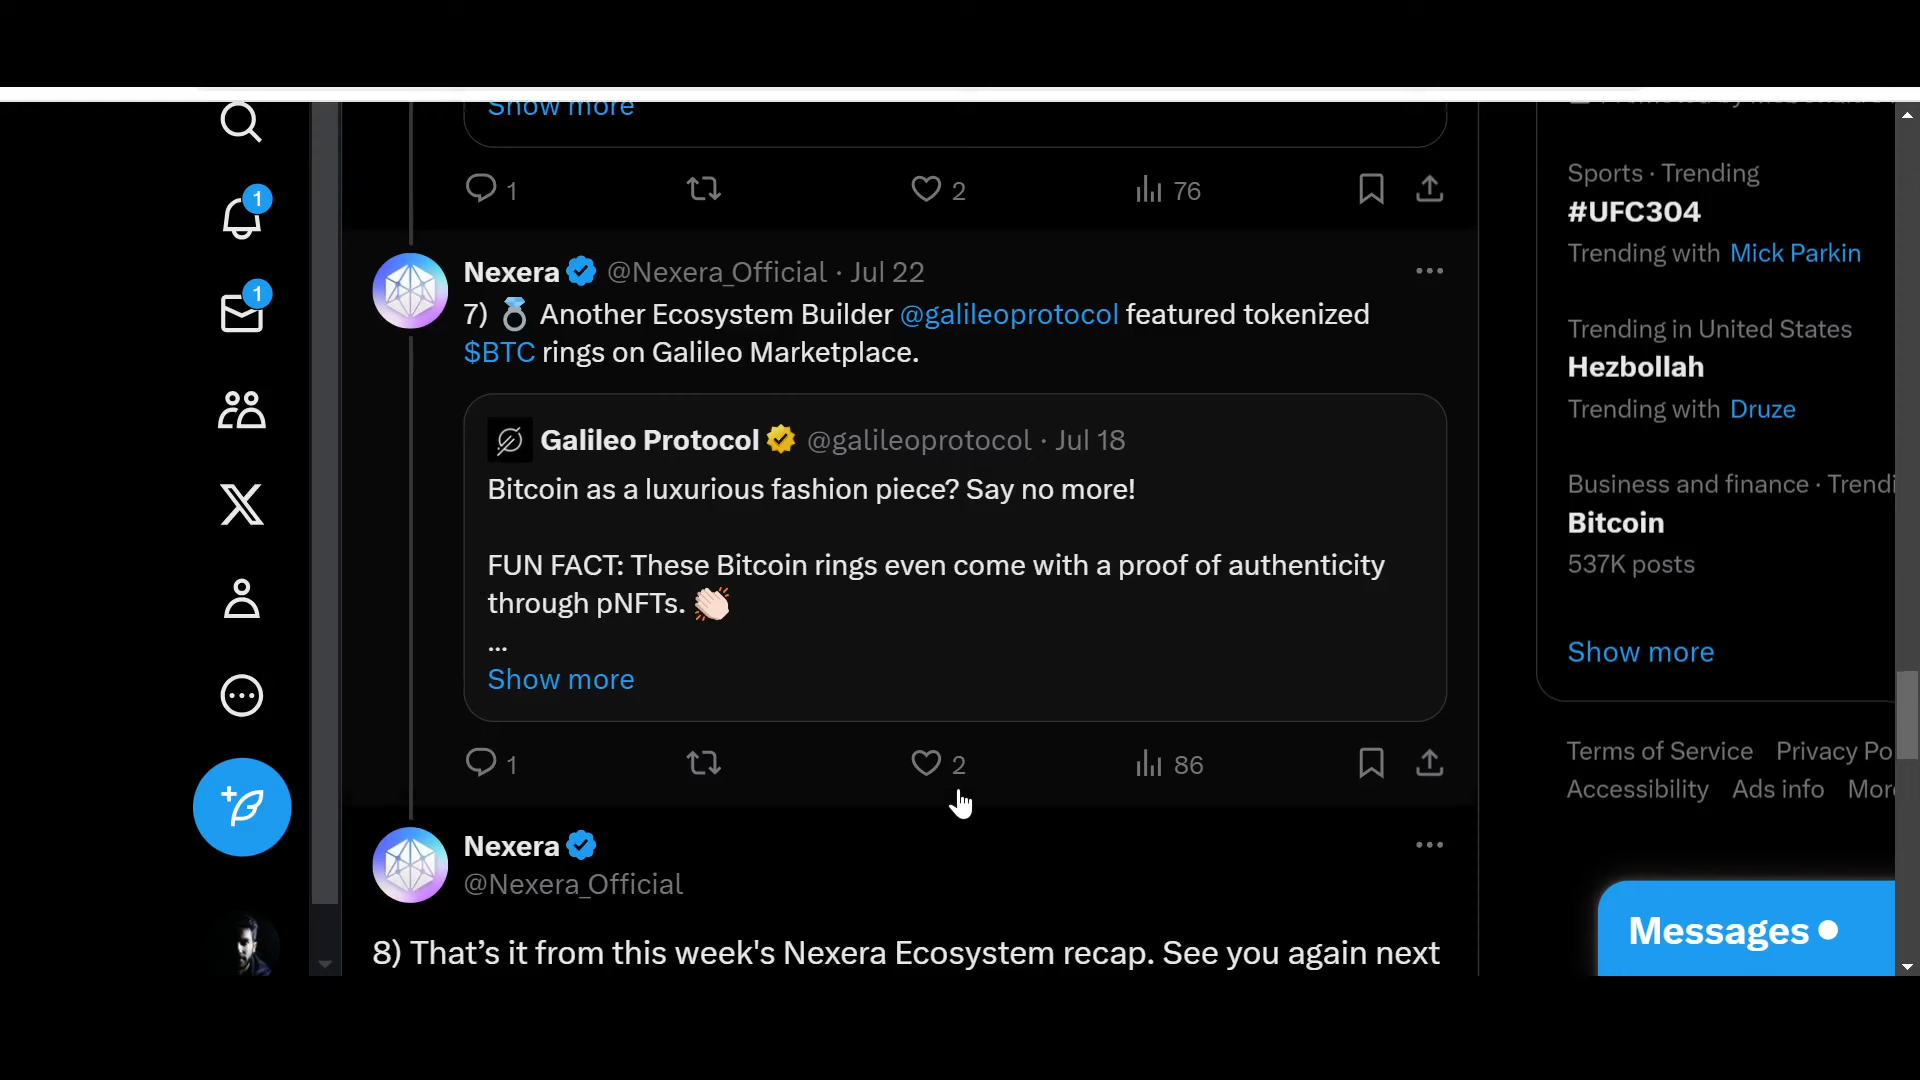 Show more
1
2
76
Nexera @Nexera_Official · Jul 22
7) 💍 Another Ecosystem Builder @galileoprotocol featured tokenized
$BTC rings on Galileo Marketplace.
Galileo Protocol @galileoprotocol · Jul 18
Bitcoin as a luxurious fashion piece? Say no more!
FUN FACT: These Bitcoin rings even come with a proof of authenticity
through pNFTs. 👏🏻
...
Show more
1
2
86
Nexera
@Nexera_Official
8) That’s it from this week's Nexera Ecosystem recap. See you again next
1
1
Sports · Trending
#UFC304
Trending with Mick Parkin
Trending in United States
Hezbollah
Trending with Druze
Business and finance · Trendi
Bitcoin
537K posts
Show more
Terms of Service Privacy Po
Accessibility Ads info Mor
Messages